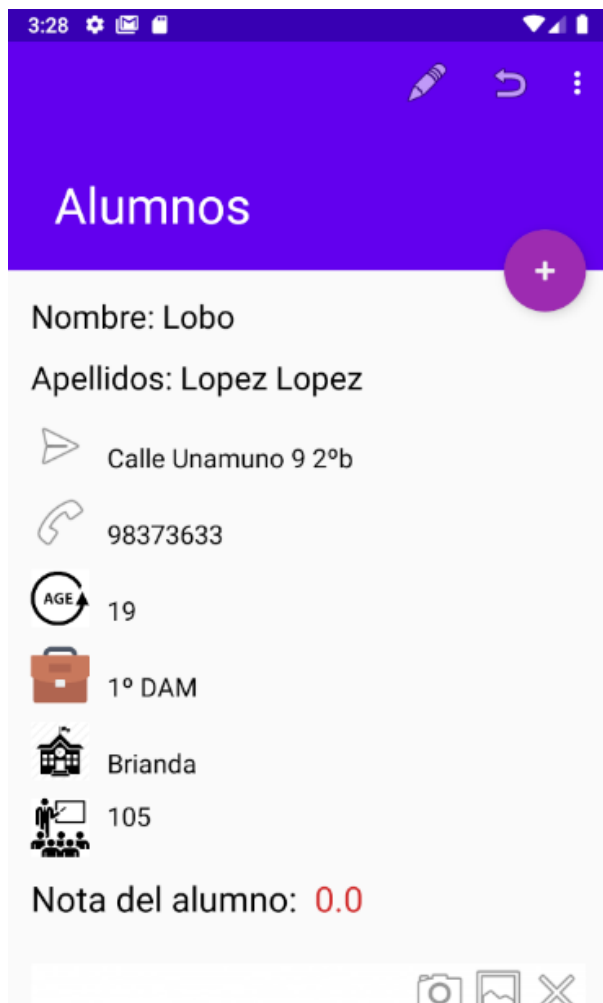 3:28
Alumnos
+
Nombre: Lobo
Apellidos: Lopez Lopez
Calle Unamuno 9 2ºb
98373633
AGE
19
1º DAM
Brianda
105
Nota del alumno: 0.0